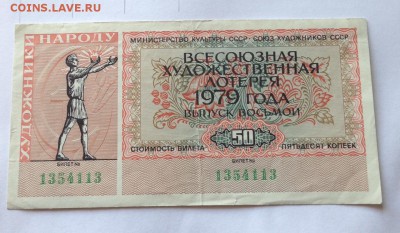 COINS.LAVE.RU
МИНИСТЕРСТВО КУЛЬТУРЫ СССР · СОЮЗ ХУДОЖНИКОВ СССР
ХУДОЖНИКИ НАРОДУ
ВСЕСОЮЗНАЯ
ХУДОЖЕСТВЕННАЯ
ЛОТЕРЕЯ
1979 ГОДА
ВЫПУСК ВОСЬМОЙ
50
СТОИМОСТЬ БИЛЕТА ПЯТЬДЕСЯТ КОПЕЕК
БИЛЕТ № БИЛЕТ №
1354113 1354113